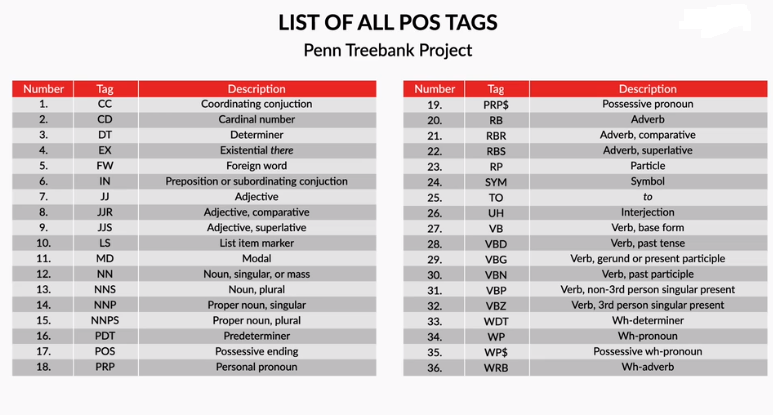 LIST OF ALL POS TAGS
Penn Treebank Project
Number Tag Description
1. CC Coordinating conjuction
2. CD Cardinal number
3. DT Determiner
4. EX Existential there
5. FW Foreign word
6. IN Preposition or subordinating conjuction
7. JJ Adjective
8. JJR Adjective, comparative
9. JJS Adjective, superlative
10. LS List item marker
11. MD Modal
12. NN Noun, singular, or mass
13. NNS Noun, plural
14. NNP Proper noun, singular
15. NNPS Proper noun, plural
16. PDT Predeterminer
17. POS Possessive ending
18. PRP Personal pronoun
Number Tag Description
19. PRP$ Possessive pronoun
20. RB Adverb
21. RBR Adverb, comparative
22. RBS Adverb, superlative
23. RP Particle
24. SYM Symbol
25. TO to
26. UH Interjection
27. VB Verb, base form
28. VBD Verb, past tense
29. VBG Verb, gerund or present participle
30. VBN Verb, past participle
31. VBP Verb, non-3rd person singular present
32. VBZ Verb, 3rd person singular present
33. WDT Wh-determiner
34. WP Wh-pronoun
35. WP$ Possessive wh-pronoun
36. WRB Wh-adverb